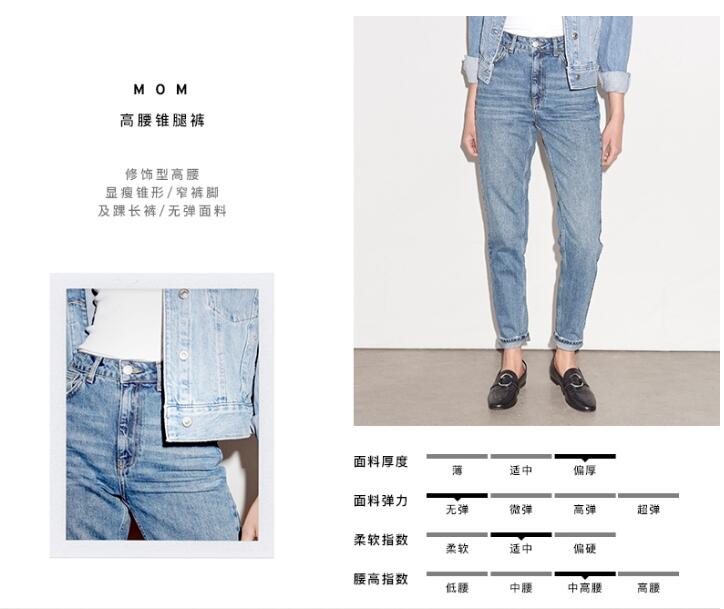 MOM
高腰锥腿裤
修饰型高腰
显瘦锥形/窄裤脚
及踝长裤/无弹面料
面料厚度
薄 适中 偏厚
面料弹力
无弹 微弹 高弹 超弹
柔软指数
柔软 适中 偏硬
腰高指数
低腰 中腰 中高腰 高腰